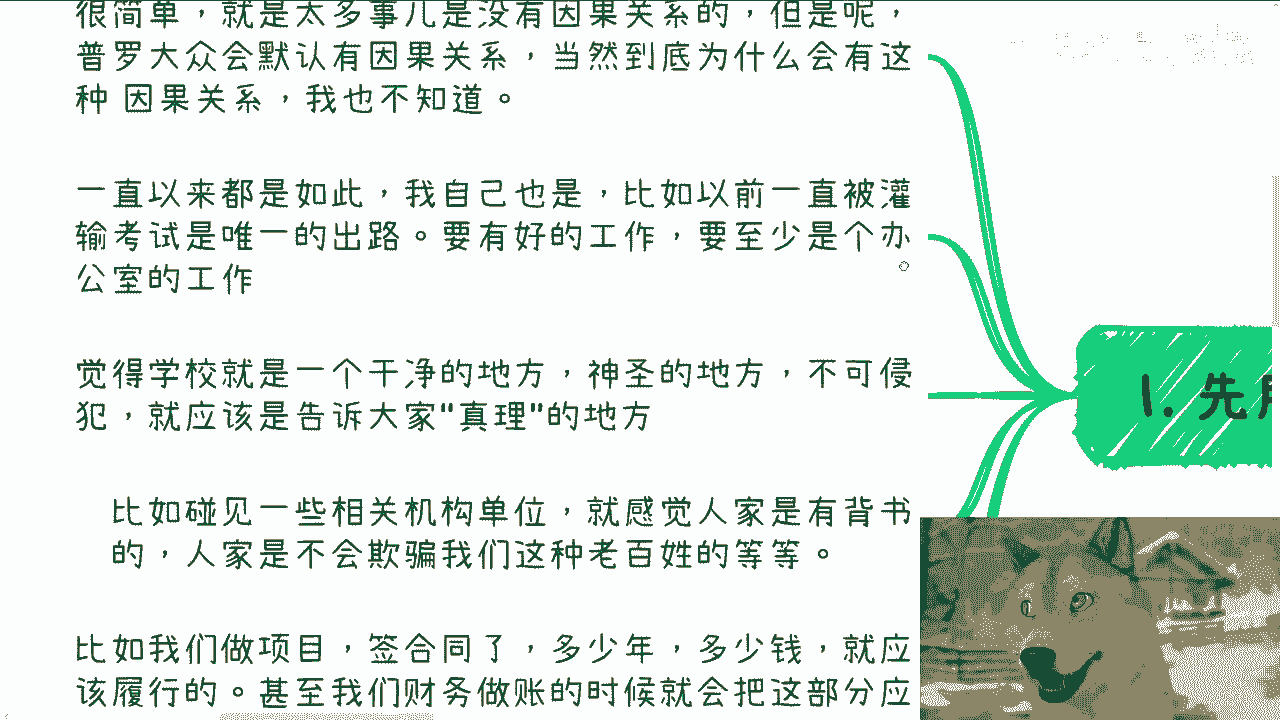 很简单，就是太多事儿是没有因果关系的，但是呢，
普罗大众会默认有因果关系，当然到底为什么会有这
种 因果关系，我也不知道。
一直以来都是如此，我自己也是，比如以前一直被灌
输考试是唯一的出路。要有好的工作，要至少是个办
公室的工作
觉得学校就是一个干净的地方，神圣的地方，不可侵
犯，就应该是告诉大家"真理"的地方
比如碰见一些相关机构单位，就感觉人家是有背书
的，人家是不会欺骗我们这种老百姓的等等。
比如我们做项目，签合同了，多少年，多少钱，就应
该履行的。甚至我们财务做账的时候就会把这部分应
1. 先